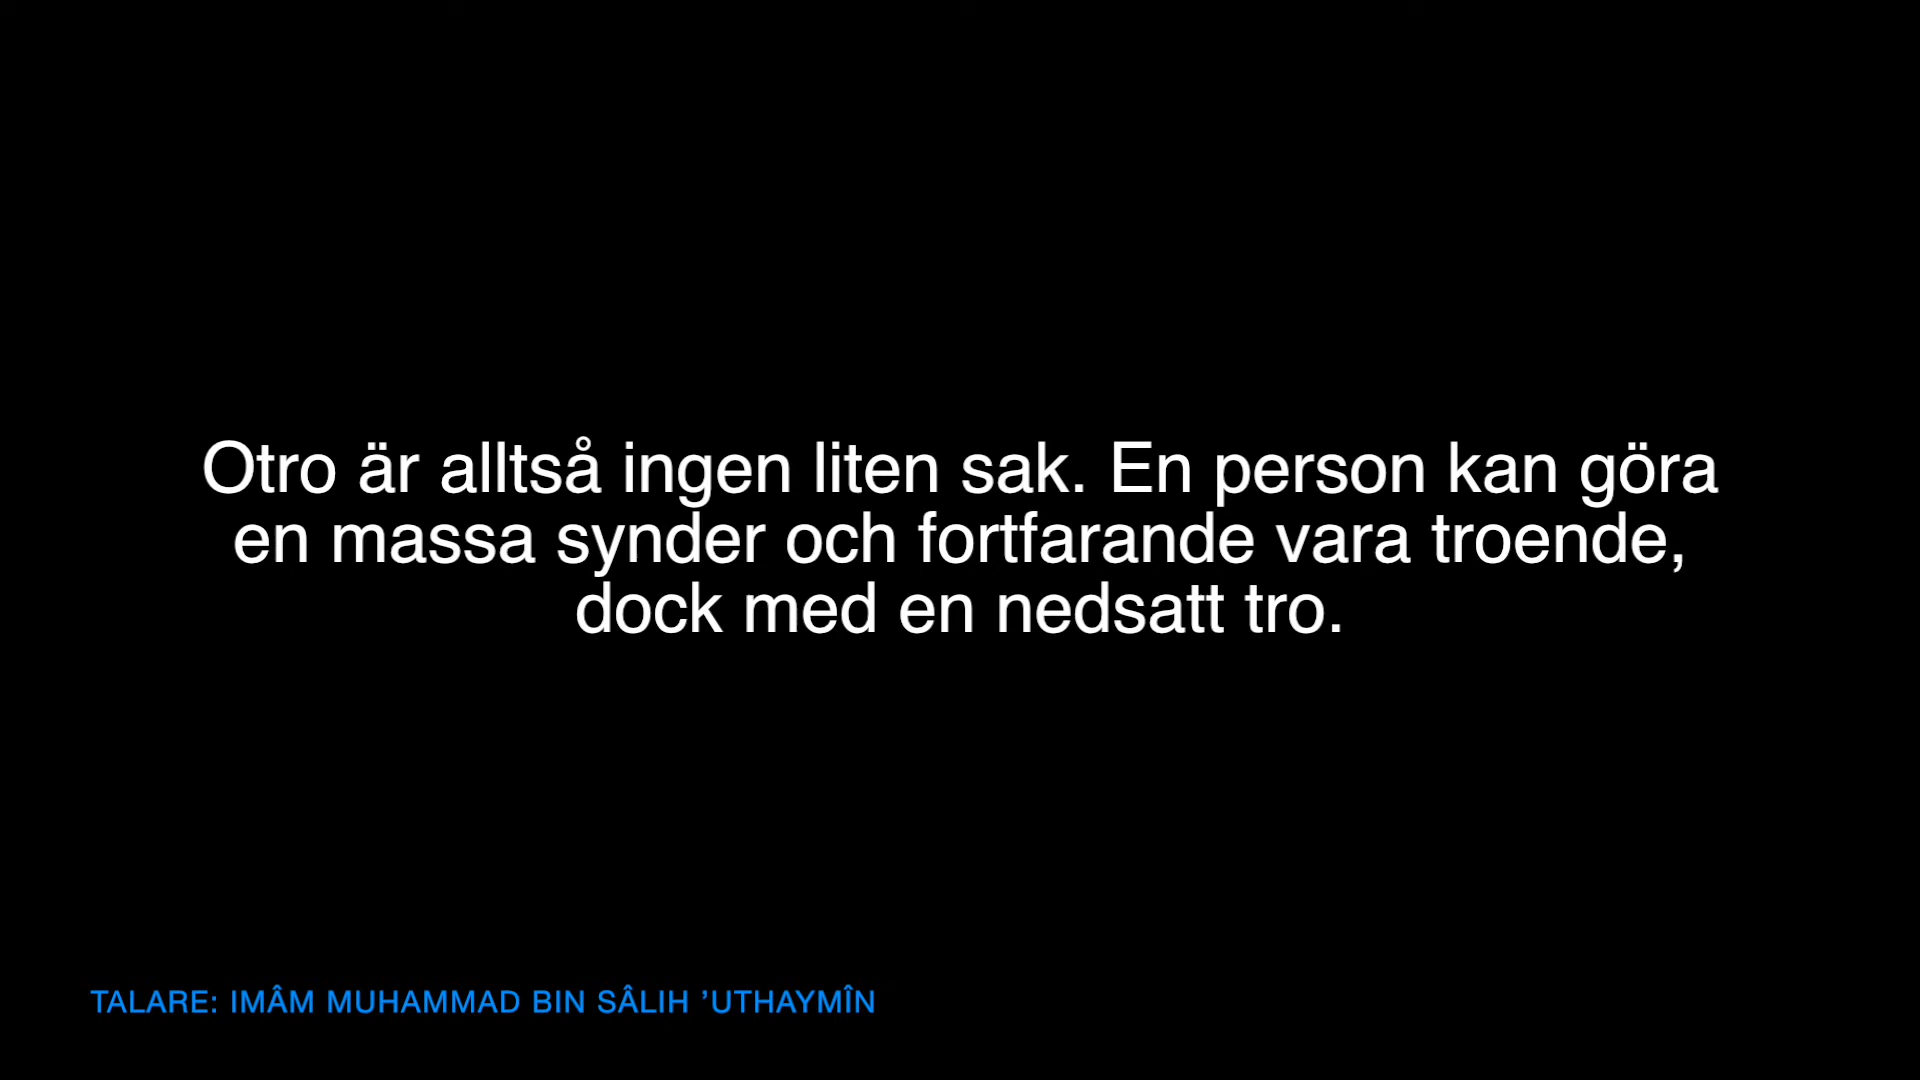 Otro är alltså ingen liten sak. En person kan göra
en massa synder och fortfarande vara troende,
dock med en nedsatt tro.
TALARE: IMÂM MUHAMMAD BIN SÂLIH ’UTHAYMÎN